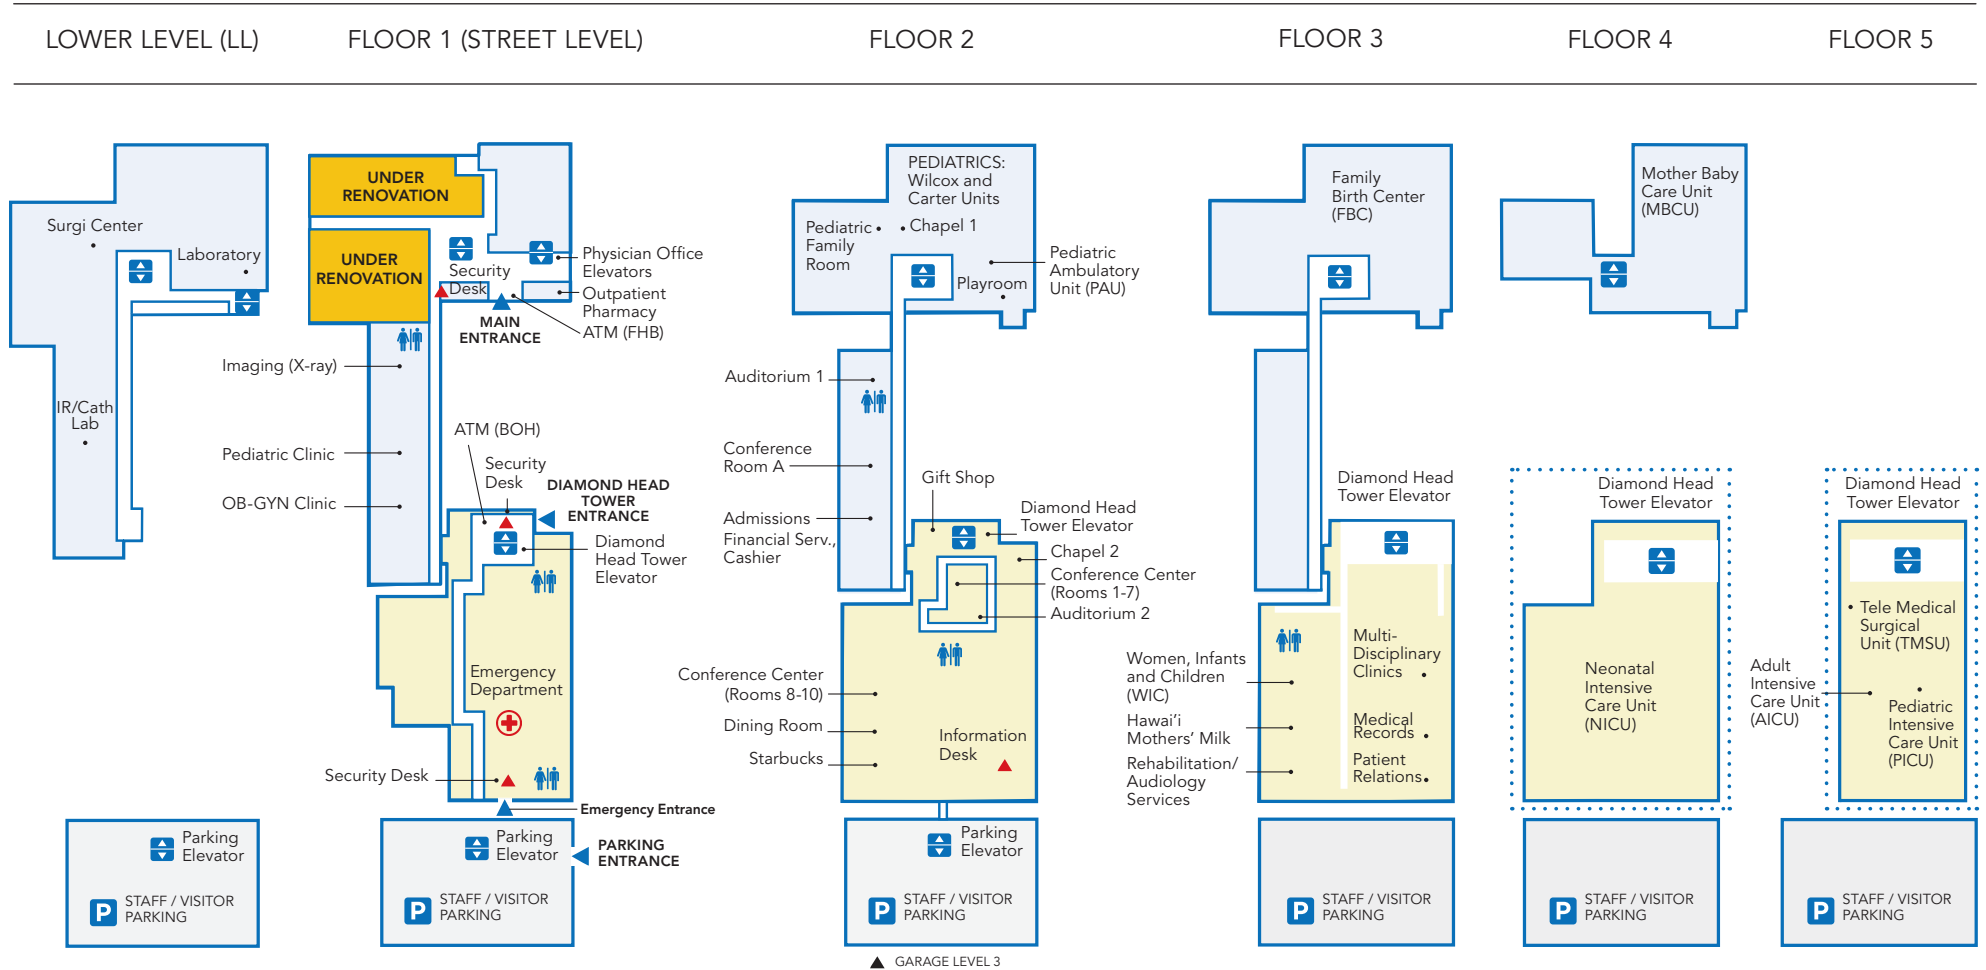 LOWER LEVEL (LL)
FLOOR 1 (STREET LEVEL)
FLOOR 2
FLOOR 3
FLOOR 4
FLOOR 5
Surgi Center
Laboratory
IR/Cath
Lab
Parking
Elevator
P
STAFF / VISITOR
PARKING
UNDER
RENOVATION
UNDER
RENOVATION
Security
Desk
Physician Office
Elevators
Outpatient
Pharmacy
ATM (FHB)
MAIN
ENTRANCE
Imaging (X-ray)
Pediatric Clinic
OB-GYN Clinic
ATM (BOH)
Security
Desk
DIAMOND HEAD
TOWER
ENTRANCE
Diamond
Head Tower
Elevator
Emergency
Department
Security Desk
Emergency Entrance
Parking
Elevator
PARKING
ENTRANCE
P
STAFF / VISITOR
PARKING
PEDIATRICS:
Wilcox and
Carter Units
Pediatric
Family
Room
Chapel 1
Playroom
Pediatric
Ambulatory
Unit (PAU)
Auditorium 1
Conference
Room A
Admissions
Financial Serv.,
Cashier
Gift Shop
Diamond Head
Tower Elevator
Chapel 2
Conference Center
(Rooms 1-7)
Auditorium 2
Conference Center
(Rooms 8-10)
Dining Room
Starbucks
Information
Desk
Parking
Elevator
P
STAFF / VISITOR
PARKING
GARAGE LEVEL 3
Family
Birth Center
(FBC)
Diamond Head
Tower Elevator
Women, Infants
and Children
(WIC)
Hawai'i
Mothers' Milk
Rehabilitation/
Audiology
Services
Multi-
Disciplinary
Clinics
Medical
Records
Patient
Relations
P
STAFF / VISITOR
PARKING
Mother Baby
Care Unit
(MBCU)
Diamond Head
Tower Elevator
Neonatal
Intensive
Care Unit
(NICU)
P
STAFF / VISITOR
PARKING
Diamond Head
Tower Elevator
Tele Medical
Surgical
Unit (TMSU)
Adult
Intensive
Care Unit
(AICU)
Pediatric
Intensive
Care Unit
(PICU)
P
STAFF / VISITOR
PARKING